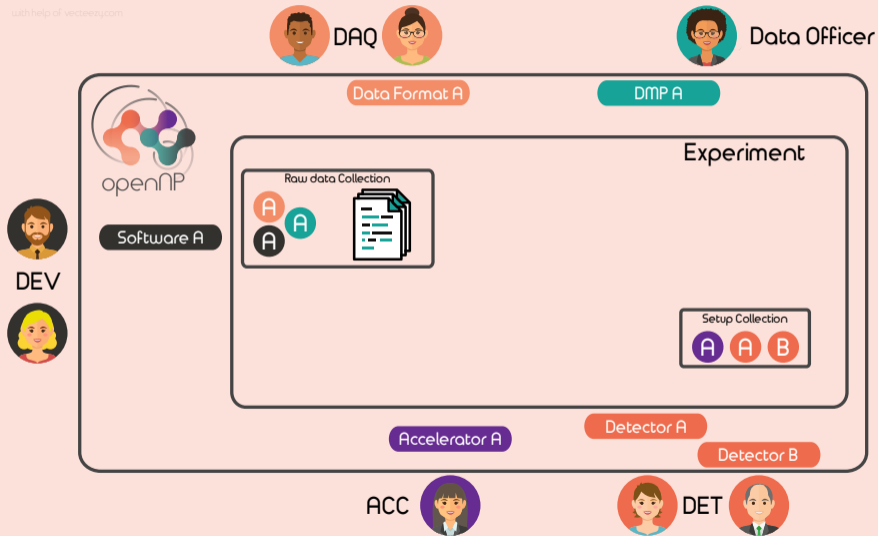 with help of vecteezy.com
DAQ
Data Officer
Data Format A
DMP A
openNP
Experiment
Raw data Collection
A
A
A
Software A
DEV
Setup Collection
A A B
Accelerator A
Detector A
Detector B
ACC
DET